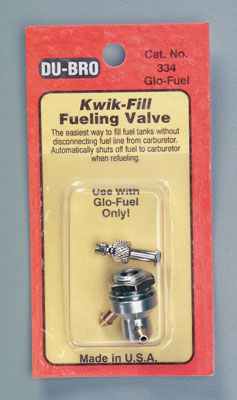 DU-BRO
Cat. No.
334
Glo-Fuel
Kwik-Fill
Fueling Valve
The easiest way to fill fuel tanks without
disconnecting fuel line from carburetor.
Automatically shuts off fuel to carburetor
when refueling.
Use With
Glo-Fuel
Only!
Made in U.S.A.